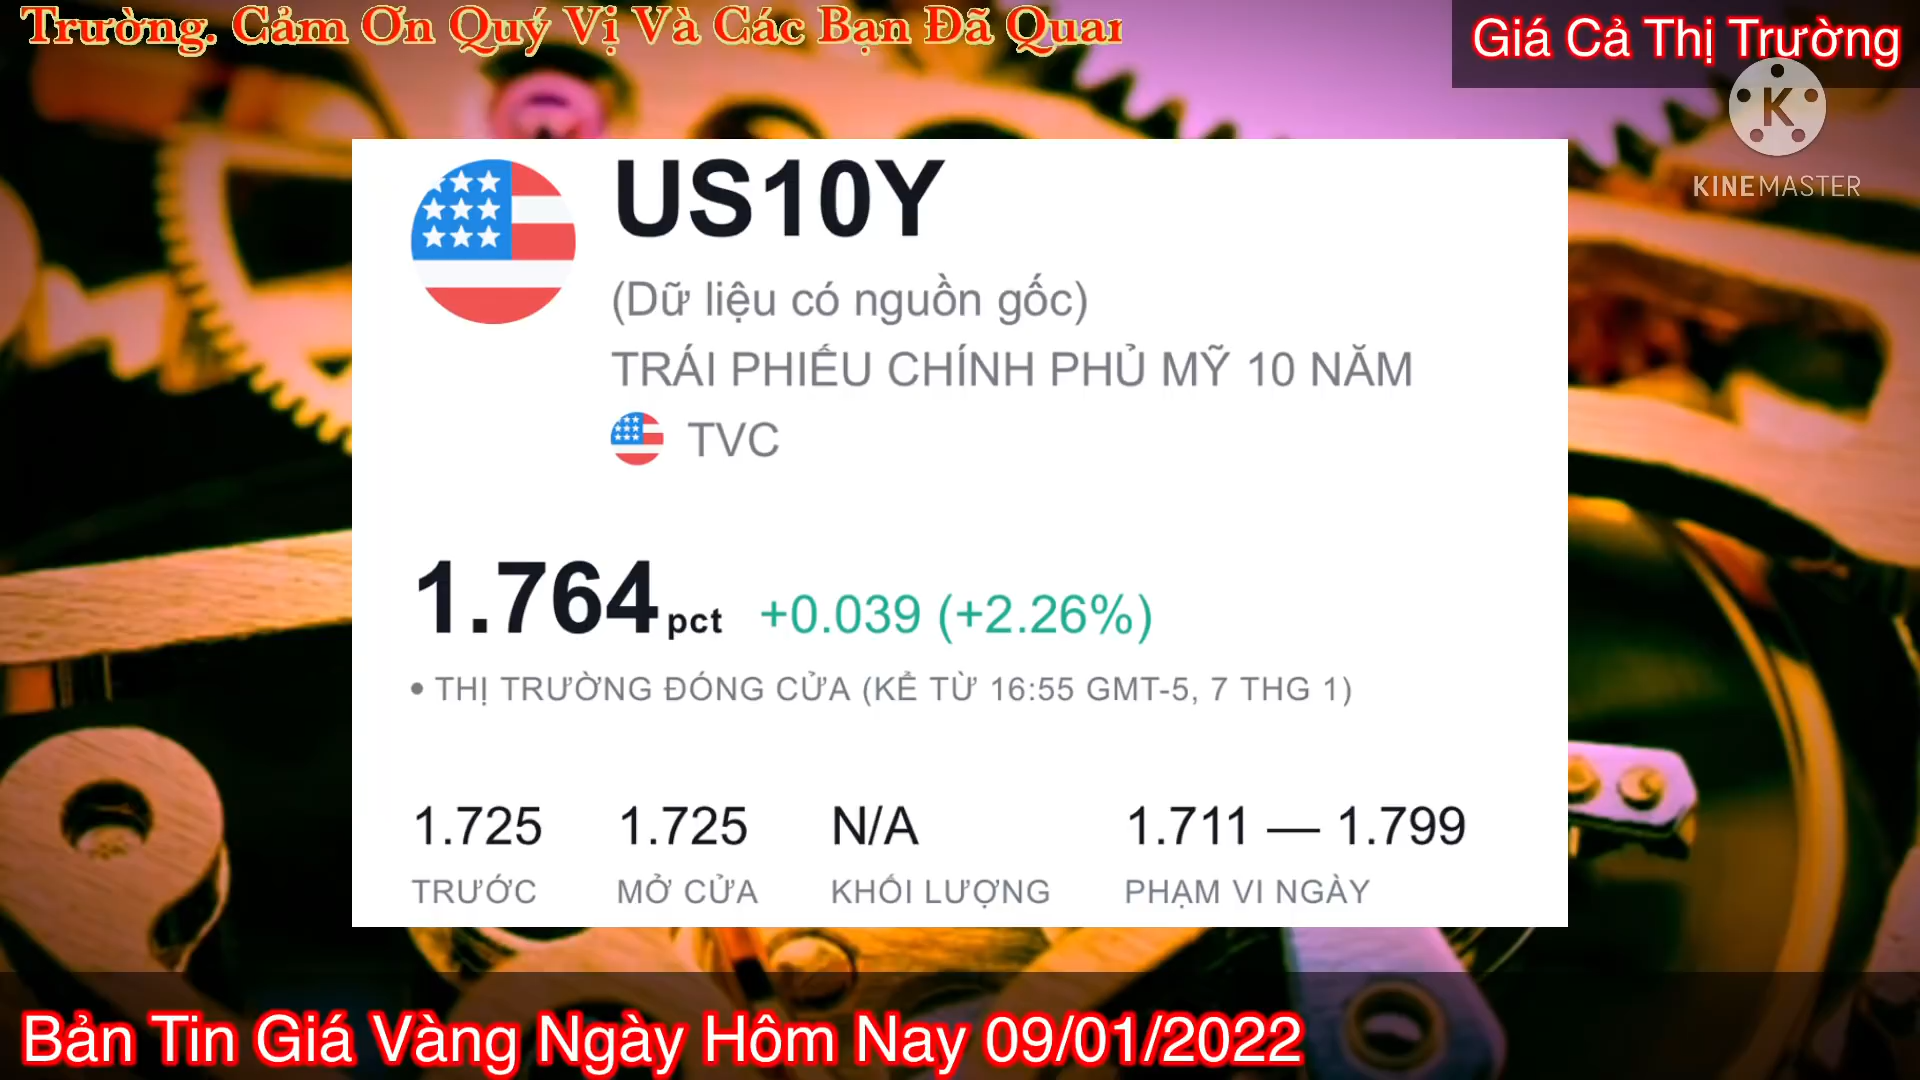 Trường. Cảm Ơn Quý Vị Và Các Bạn Đã Quan
Giá Cả Thị Trường
K
KINEMASTER
US10Y
(Dữ liệu có nguồn gốc)
TRÁI PHIẾU CHÍNH PHỦ MỸ 10 NĂM
TVC
1.764 pct +0.039 (+2.26%)
• THỊ TRƯỜNG ĐÓNG CỬA (KỂ TỪ 16:55 GMT-5, 7 THG 1)
1.725 1.725 N/A 1.711 — 1.799
TRƯỚC MỞ CỬA KHỐI LƯỢNG PHẠM VI NGÀY
Bản Tin Giá Vàng Ngày Hôm Nay 09/01/2022